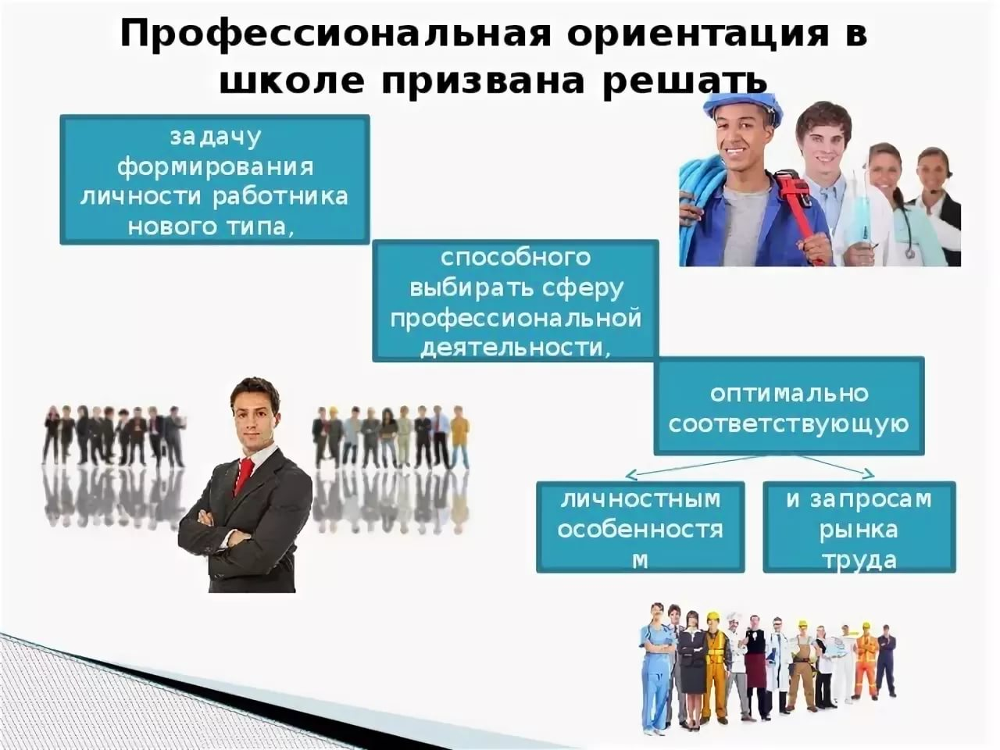 Профессиональная ориентация в
школе призвана решать
задачу
формирования
личности работника
нового типа,
способного
выбирать сферу
профессиональной
деятельности,
оптимально
соответствующую
личностным
особенностя
м
и запросам
рынка
труда